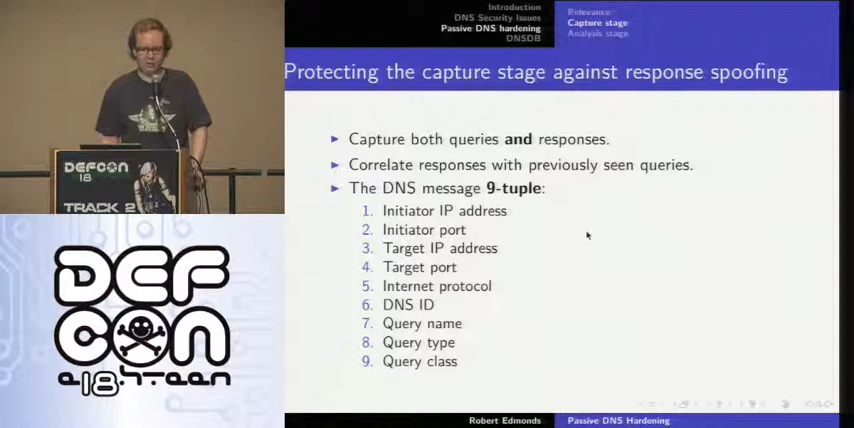 Introduction
DNS Security Issues
Passive DNS hardening
DNSDB
Relevance
Capture stage
Analysis stage
Protecting the capture stage against response spoofing
► Capture both queries and responses.
► Correlate responses with previously seen queries.
► The DNS message 9-tuple:
1. Initiator IP address
2. Initiator port
3. Target IP address
4. Target port
5. Internet protocol
6. DNS ID
7. Query name
8. Query type
9. Query class
Robert Edmonds
Passive DNS Hardening
DEFCON
18
TRACK 2
DEF
CON